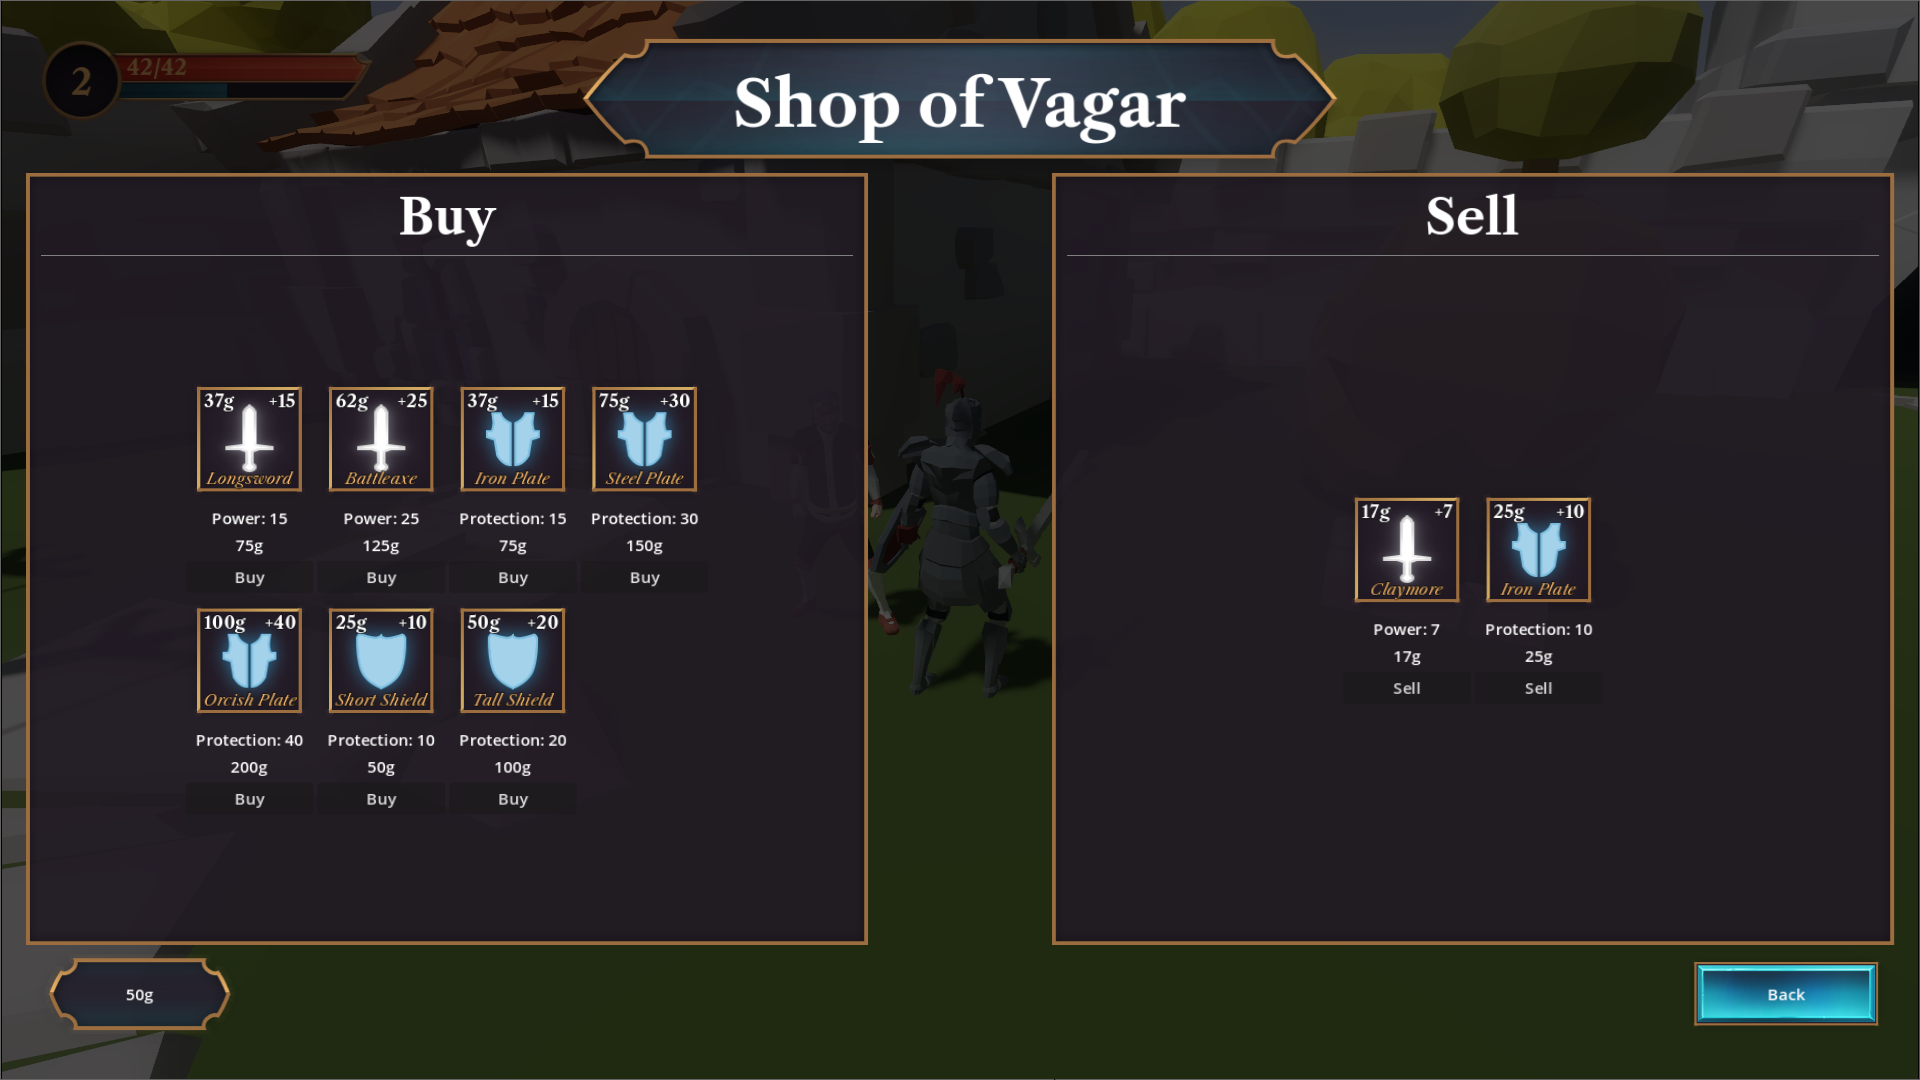 2
42/42
Shop of Vagar
Buy
37g +15
Longsword
Power: 15
75g
Buy
62g +25
Battleaxe
Power: 25
125g
Buy
37g +15
Iron Plate
Protection: 15
75g
Buy
75g +30
Steel Plate
Protection: 30
150g
Buy
100g +40
Orcish Plate
Protection: 40
200g
Buy
25g +10
Short Shield
Protection: 10
50g
Buy
50g +20
Tall Shield
Protection: 20
100g
Buy
Sell
17g +7
Claymore
Power: 7
17g
Sell
25g +10
Iron Plate
Protection: 10
25g
Sell
50g
Back